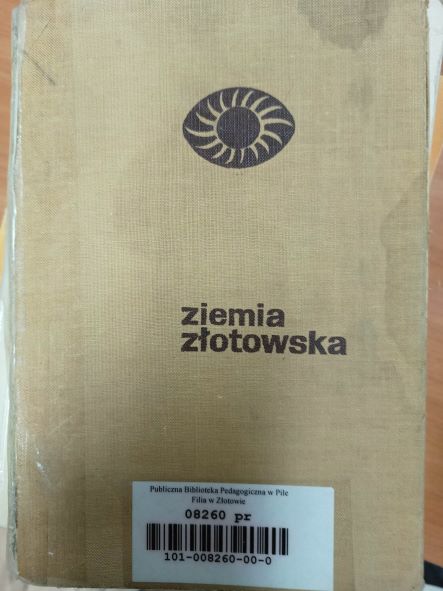 ziemia
złotowska
Publiczna Biblioteka Pedagogiczna w Pile
Filia w Złotowie
08260 pr
101-008260-00-0